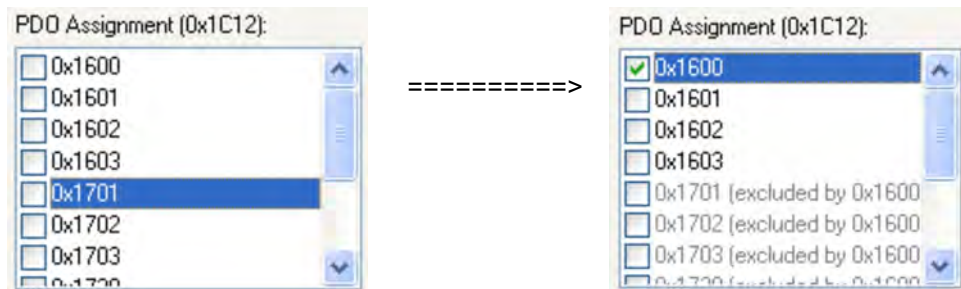 PDO Assignment (0x1C12):
0x1600
0x1601
0x1602
0x1603
0x1701
0x1702
0x1703
==========>
PDO Assignment (0x1C12):
0x1600
0x1601
0x1602
0x1603
0x1701 (excluded by 0x1600
0x1702 (excluded by 0x1600
0x1703 (excluded by 0x1600